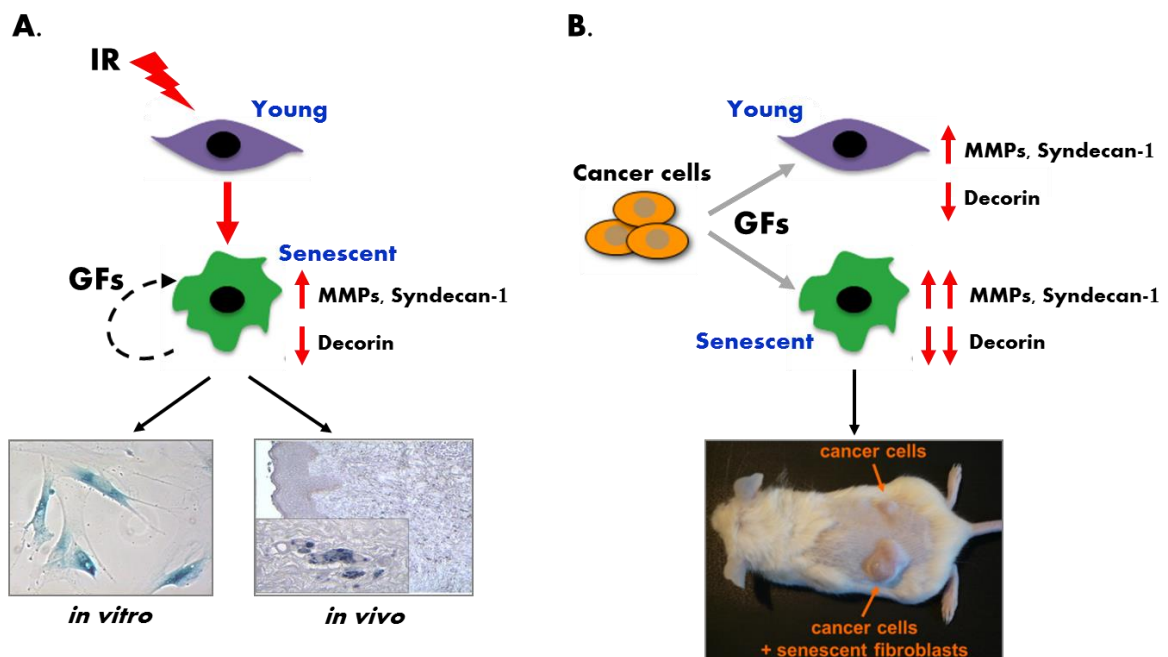 A.
IR
Young
Senescent
GFs
MMPs, Syndecan-1
Decorin
in vitro
in vivo
B.
Young
MMPs, Syndecan-1
Cancer cells
Decorin
GFs
MMPs, Syndecan-1
Senescent
Decorin
cancer cells
cancer cells
+ senescent fibroblasts